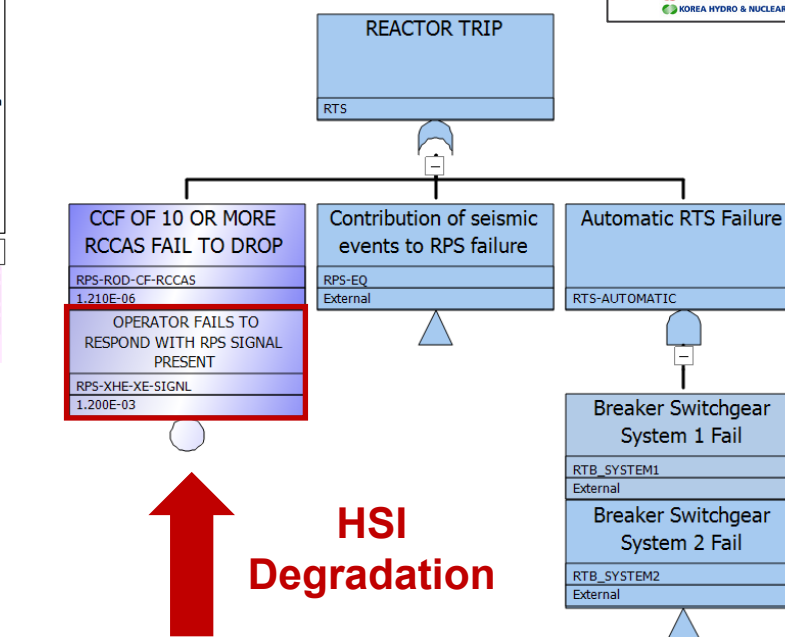 KOREA HYDRO & NUCLEAR
REACTOR TRIP
RTS
CCF OF 10 OR MORE
RCCAS FAIL TO DROP
RPS-ROD-CF-RCCAS
1.210E-06
OPERATOR FAILS TO
RESPOND WITH RPS SIGNAL
PRESENT
RPS-XHE-XE-SIGNL
1.200E-03
Contribution of seismic
events to RPS failure
RPS-EQ
External
Automatic RTS Failure
RTS-AUTOMATIC
Breaker Switchgear
System 1 Fail
RTB_SYSTEM1
External
Breaker Switchgear
System 2 Fail
RTB_SYSTEM2
External
HSI
Degradation